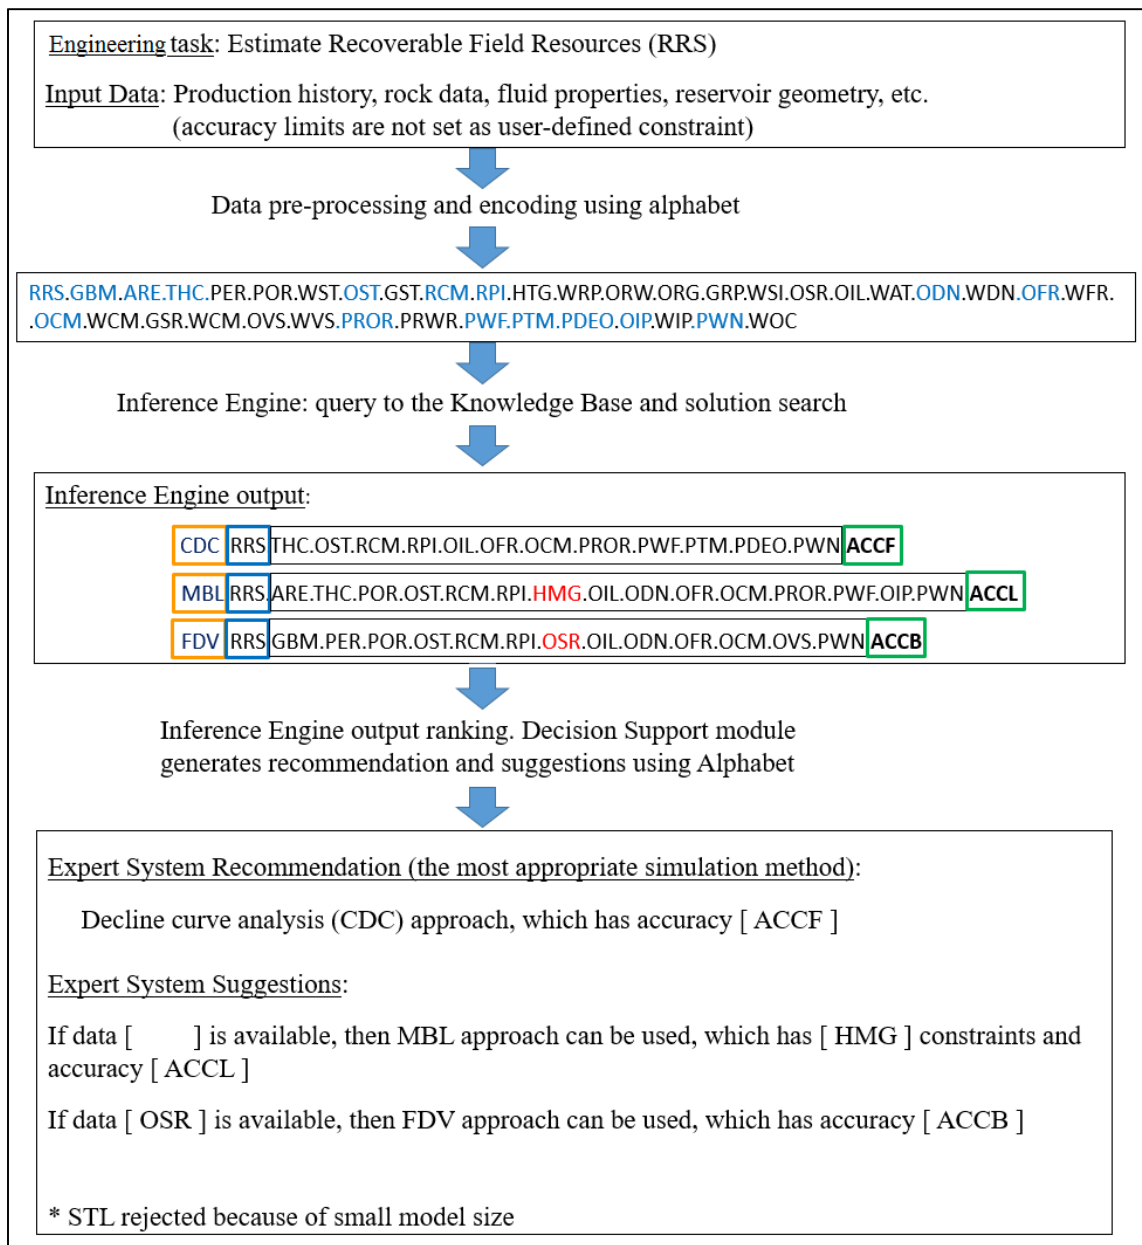 Engineering task: Estimate Recoverable Field Resources (RRS)
Input Data: Production history, rock data, fluid properties, reservoir geometry, etc.
(accuracy limits are not set as user-defined constraint)
Data pre-processing and encoding using alphabet
RRS.GBM.ARE.THC.PER.POR.WST.OST.GST.RCM.RPI.HTG.WRP.ORW.ORG.GRP.WSI.OSR.OIL.WAT.ODN.WDN.OFR.WFR.
.OCM.WCM.GSR.WCM.OVS.WVS.PROR.PRWR.PWF.PTM.PDEO.OIP.WIP.PWN.WOC
Inference Engine: query to the Knowledge Base and solution search
Inference Engine output:
CDC RRS THC.OST.RCM.RPI.OIL.OFR.OCM.PROR.PWF.PTM.PDEO.PWN ACCF
MBL RRS.ARE.THC.POR.OST.RCM.RPI.HMG.OIL.ODN.OFR.OCM.PROR.PWF.OIP.PWN ACCL
FDV RRS GBM.PER.POR.OST.RCM.RPI.OSR.OIL.ODN.OFR.OCM.OVS.PWN ACCB
Inference Engine output ranking. Decision Support module
generates recommendation and suggestions using Alphabet
Expert System Recommendation (the most appropriate simulation method):
Decline curve analysis (CDC) approach, which has accuracy [ ACCF ]
Expert System Suggestions:
If data [ ] is available, then MBL approach can be used, which has [ HMG ] constraints and
accuracy [ ACCL ]
If data [ OSR ] is available, then FDV approach can be used, which has accuracy [ ACCB ]
* STL rejected because of small model size